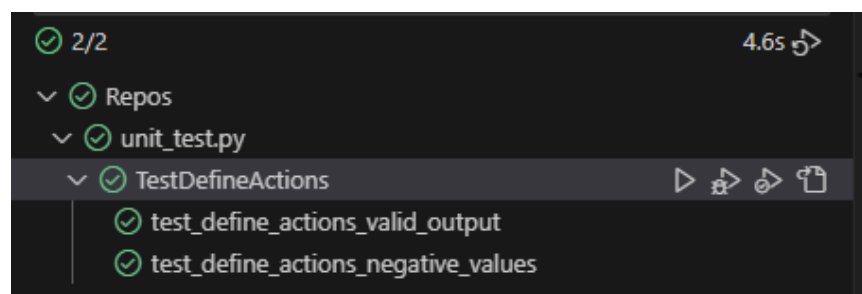 2/2 4.6s
Repos
unit_test.py
TestDefineActions
test_define_actions_valid_output
test_define_actions_negative_values